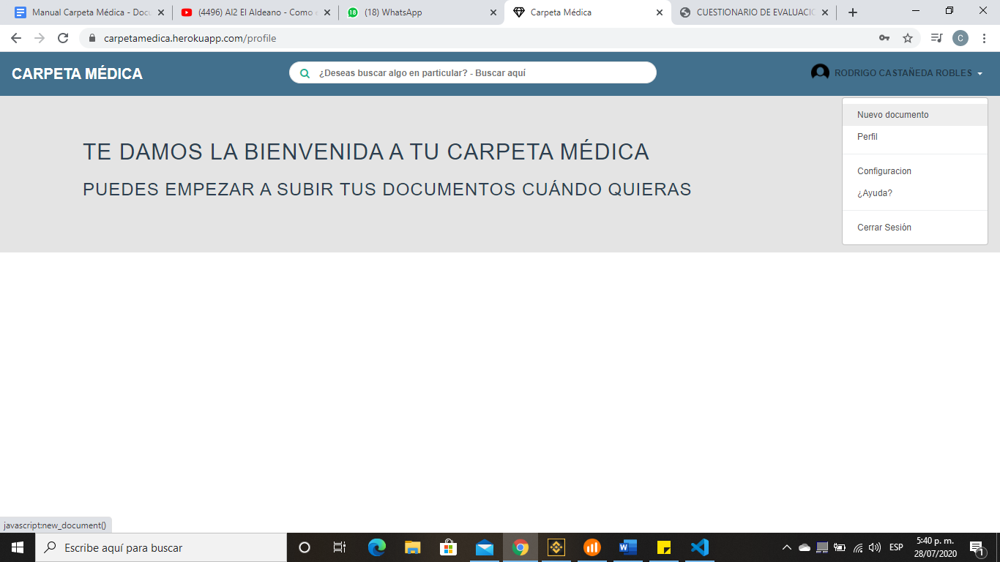 Manual Carpeta Médica - Docu
(4496) Al2 El Aldeano - Como e
18
(18) WhatsApp
Carpeta Médica
CUESTIONARIO DE EVALUACIO
carpetamedica.herokuapp.com/profile
C
CARPETA MÉDICA
¿Deseas buscar algo en particular? - Buscar aquí
RODRIGO CASTAÑEDA ROBLES
Nuevo documento
Perfil
Configuracion
¿Ayuda?
Cerrar Sesión
TE DAMOS LA BIENVENIDA A TU CARPETA MÉDICA
PUEDES EMPEZAR A SUBIR TUS DOCUMENTOS CUÁNDO QUIERAS
javascript:new_document()
Escribe aquí para buscar
ESP
5:40 p. m.
28/07/2020
1